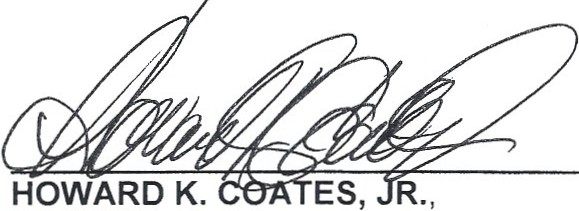 HOWARD K. COATES, JR.,